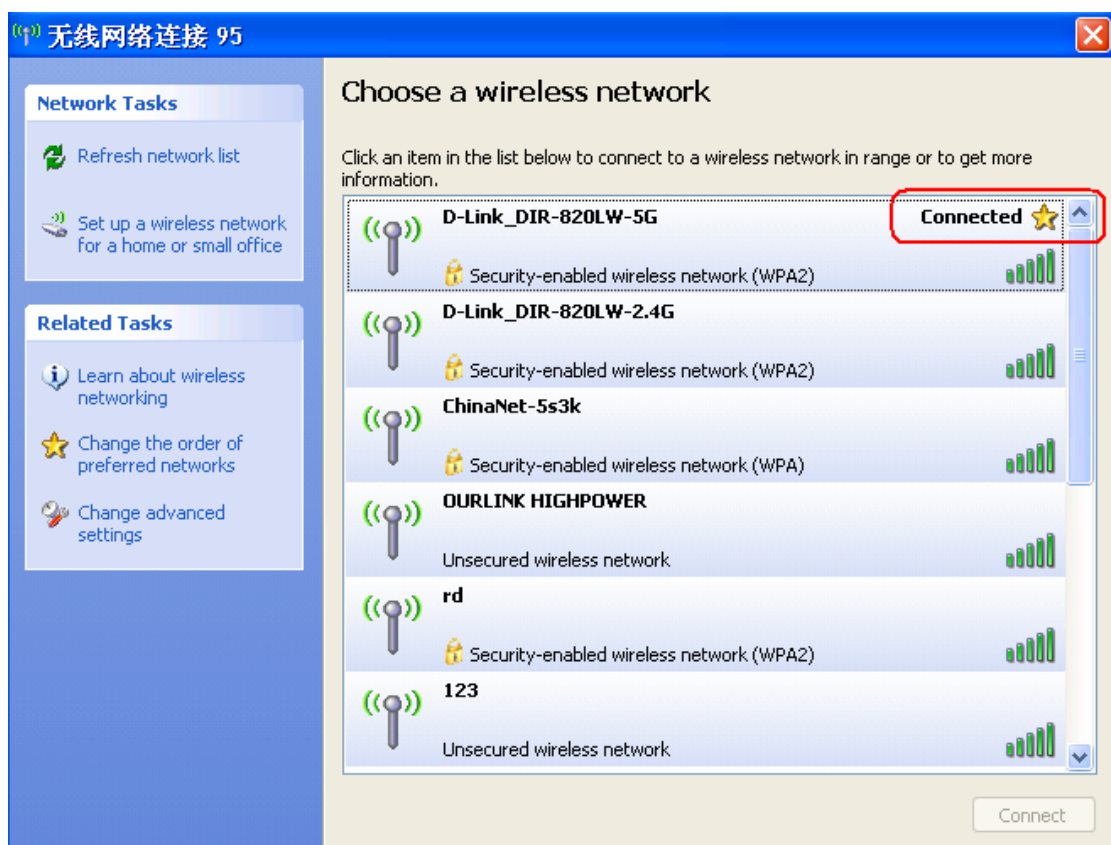 无线网络连接 95
Network Tasks
Refresh network list
Set up a wireless network
for a home or small office
Related Tasks
Learn about wireless
networking
Change the order of
preferred networks
Change advanced
settings
Choose a wireless network
Click an item in the list below to connect to a wireless network in range or to get more
information.
D-Link_DIR-820LW-5G
Connected
Security-enabled wireless network (WPA2)
D-Link_DIR-820LW-2.4G
Security-enabled wireless network (WPA2)
ChinaNet-5s3k
Security-enabled wireless network (WPA)
OURLINK HIGHPOWER
Unsecured wireless network
rd
Security-enabled wireless network (WPA2)
123
Unsecured wireless network
Connect